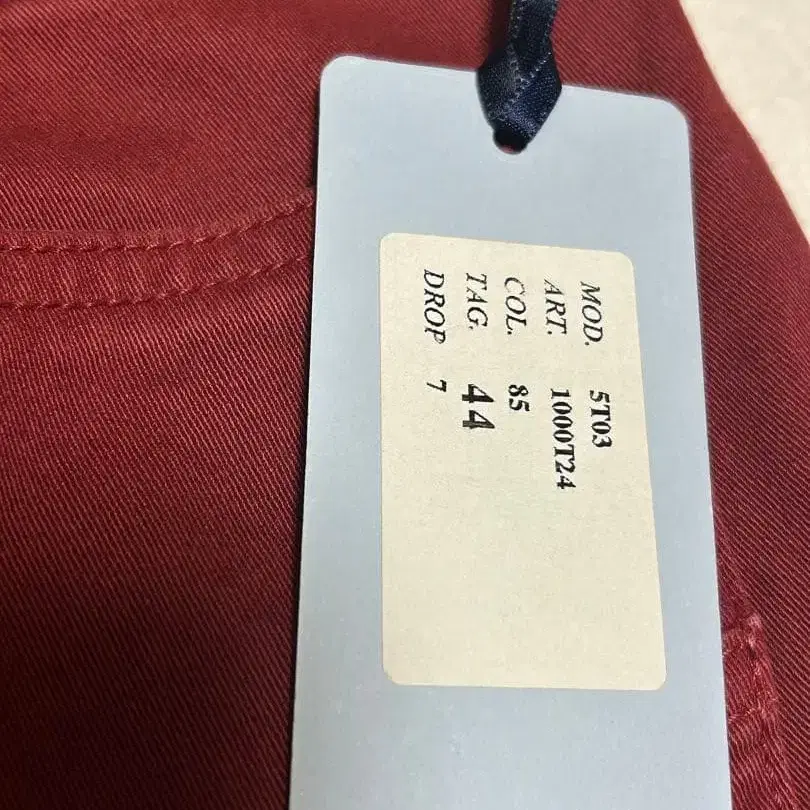 MOD. 5T03
ART. 1000T24
COL. 85
TAG. 44
DROP 7